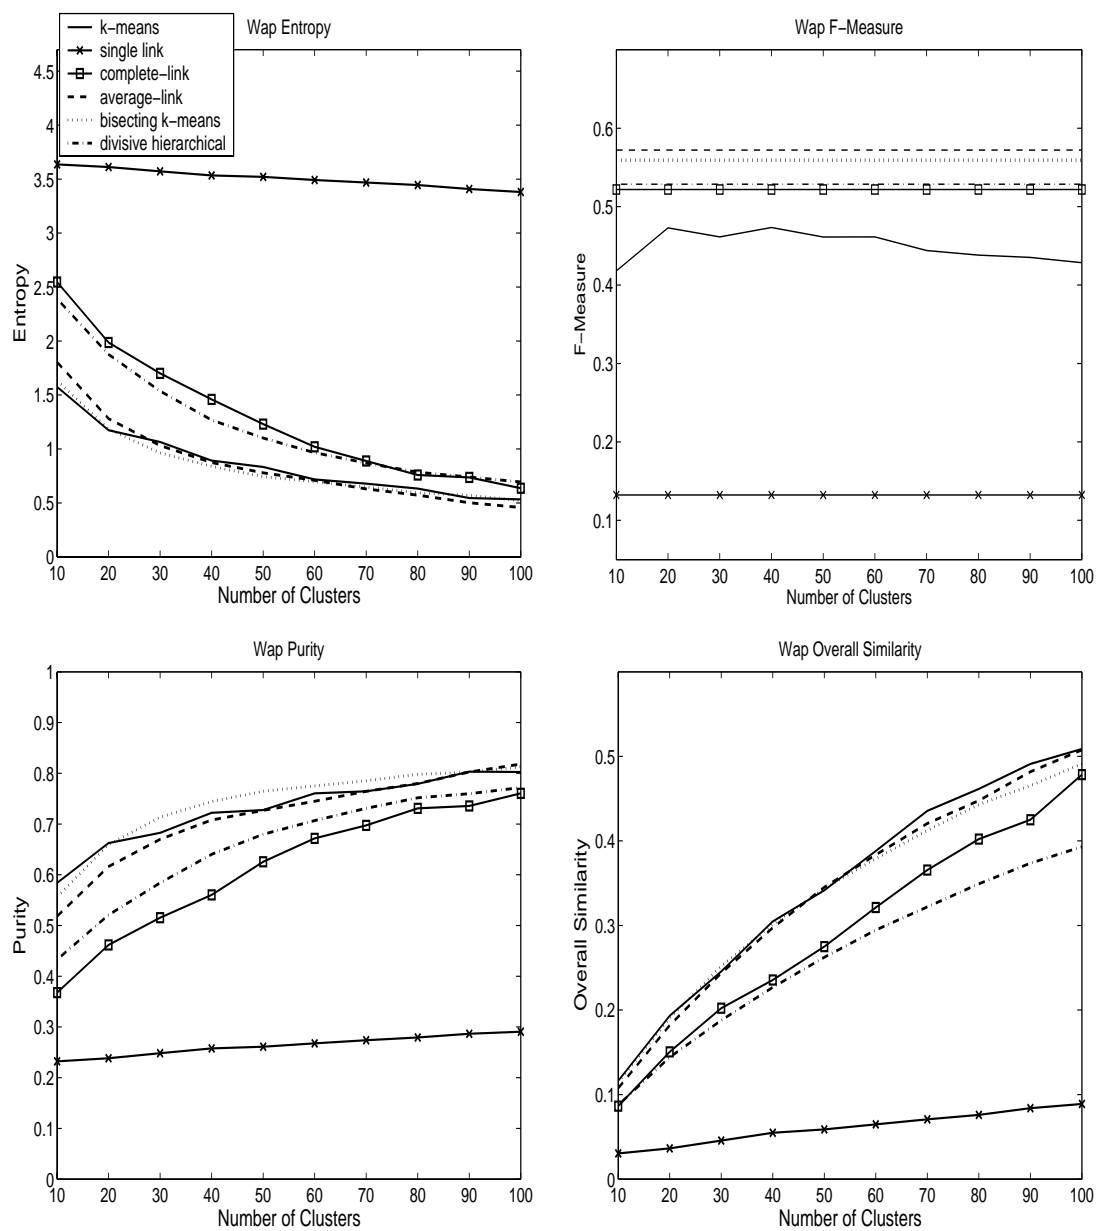 k−means
single link
complete−link
average−link
bisecting k−means
divisive hierarchical
Wap Entropy
4.5
4
3.5
3
2.5
2
1.5
1
0.5
0
Entropy
10 20 30 40 50 60 70 80 90 100
Number of Clusters
Wap F−Measure
0.6
0.5
0.4
0.3
0.2
0.1
F−Measure
10 20 30 40 50 60 70 80 90 100
Number of Clusters
Wap Purity
1
0.9
0.8
0.7
0.6
0.5
0.4
0.3
0.2
0.1
0
Purity
10 20 30 40 50 60 70 80 90 100
Number of Clusters
Wap Overall Similarity
0.5
0.4
0.3
0.2
0.1
0
Overall Similarity
10 20 30 40 50 60 70 80 90 100
Number of Clusters